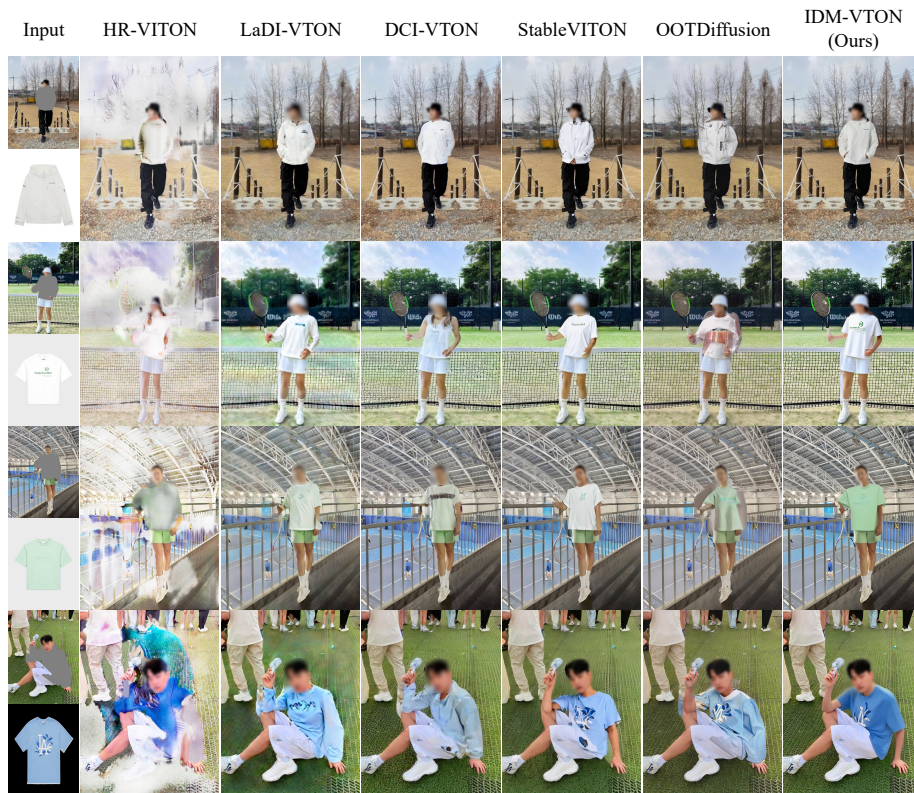 Input
HR-VITON
LaDI-VTON
DCI-VTON
StableVITON
OOTDiffusion
IDM-VTON
(Ours)